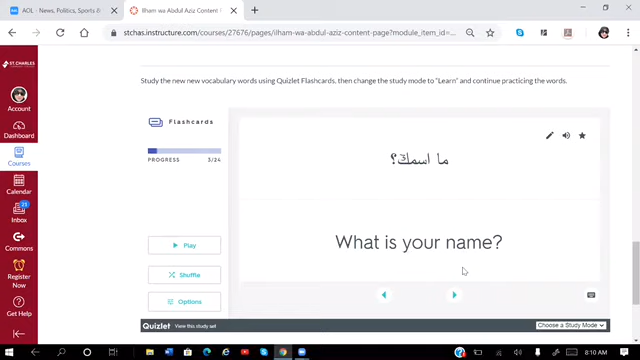 AOL - News, Politics, Sports &
Ilham wa Abdul Aziz Content P
stchas.instructure.com/courses/27676/pages/ilham-wa-abdul-aziz-content-page?module_item_id=...
ST. CHARLES
Account
Dashboard
Courses
Calendar
21
Inbox
Commons
Register Now
Get Help
Study the new new vocabulary words using Quizlet Flashcards, then change the study mode to "Learn" and continue practicing the words.
Flashcards
PROGRESS
3/24
Play
Shuffle
Options
ما اسمك؟
What is your name?
Quizlet
View this study set
Choose a Study Mode
8:10 AM